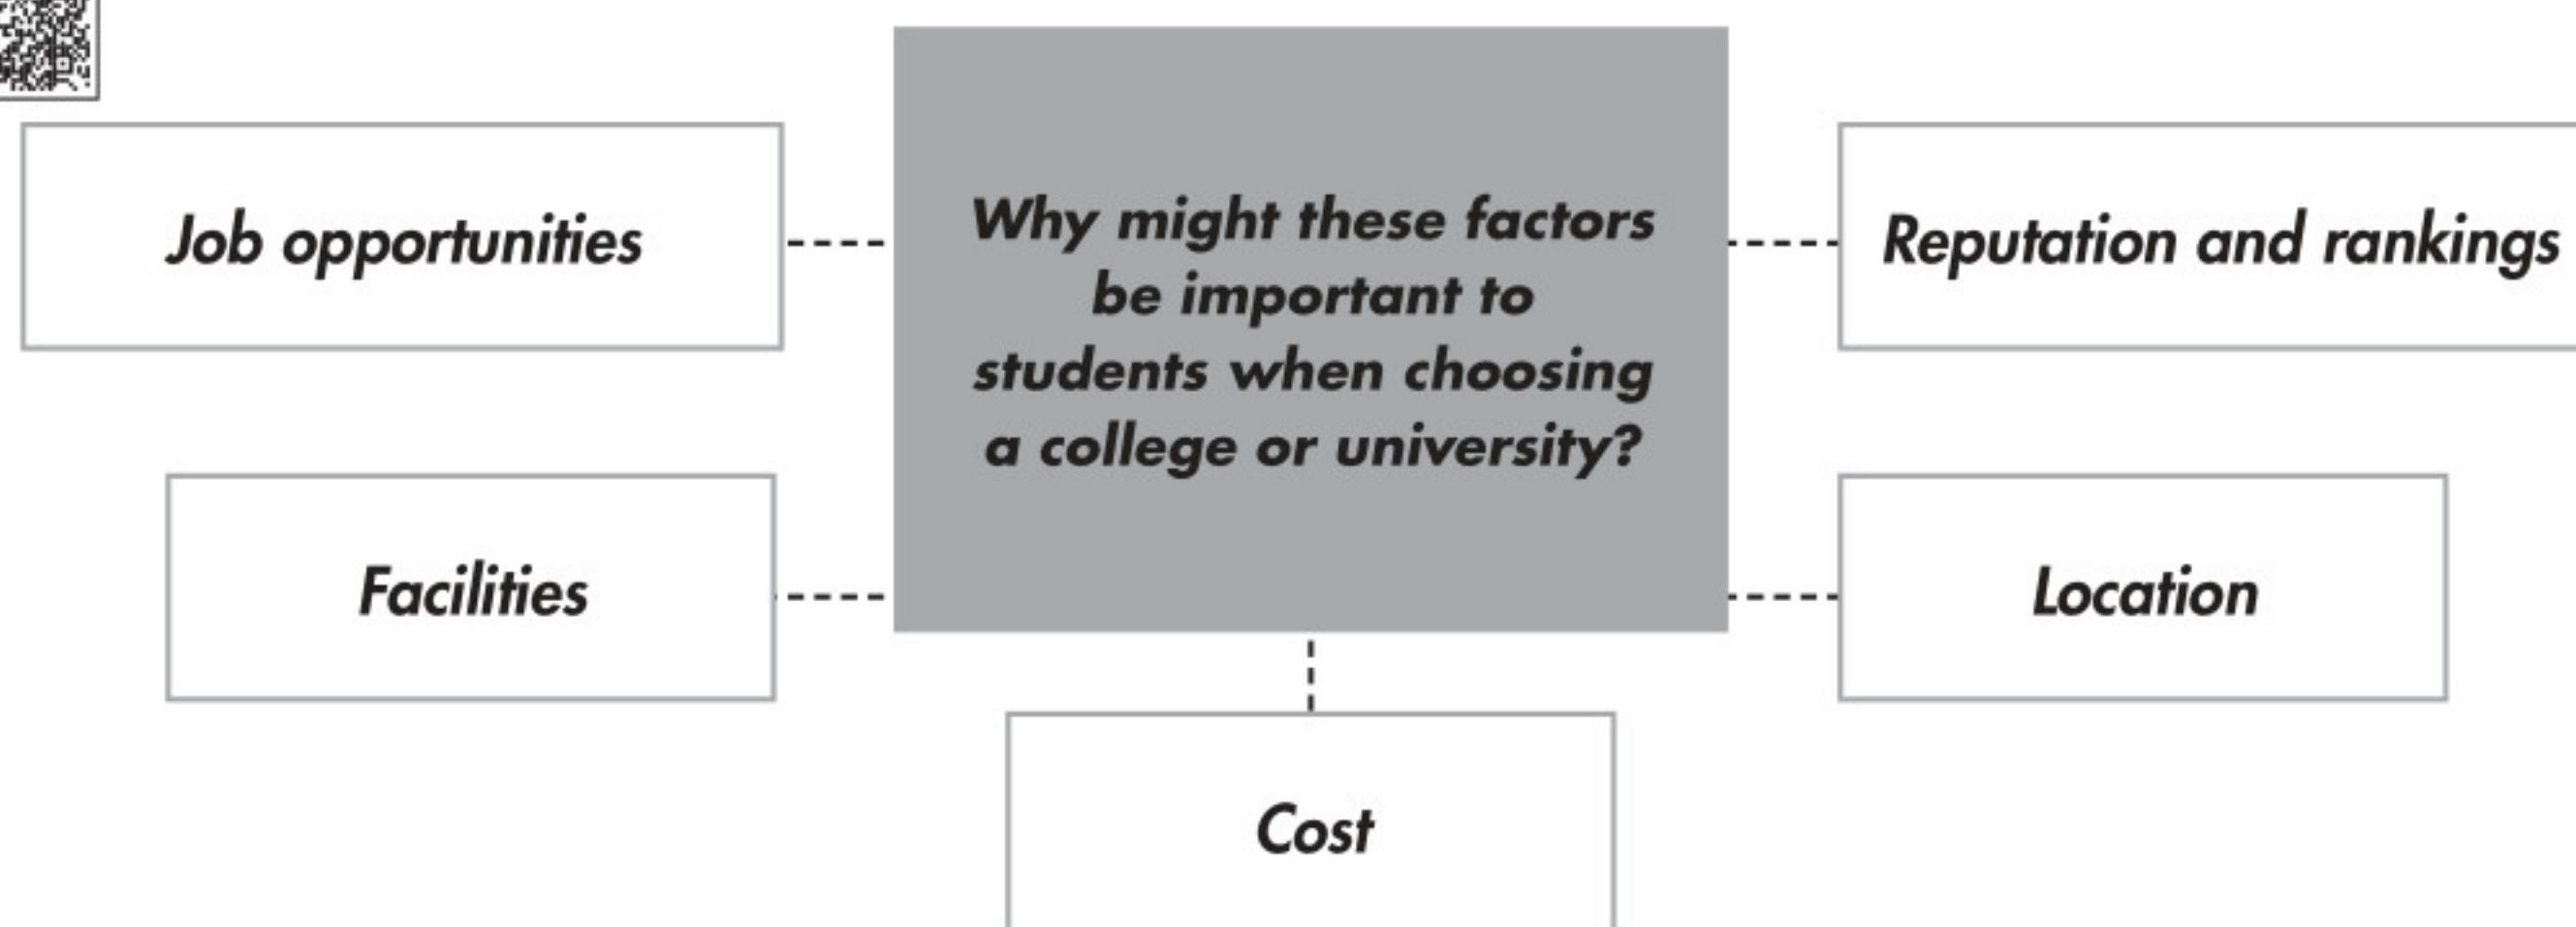 Job opportunities
Why might these factors
be important to
students when choosing
a college or university?
Reputation and rankings
Facilities
Location
Cost